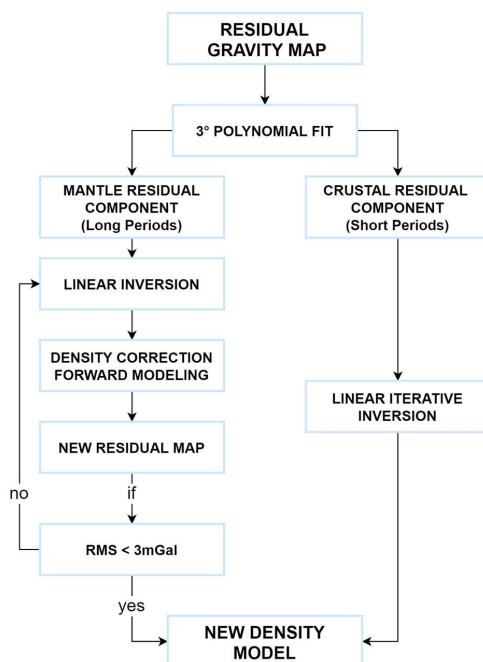 RESIDUAL
GRAVITY MAP
3° POLYNOMIAL FIT
MANTLE RESIDUAL
COMPONENT
(Long Periods)
CRUSTAL RESIDUAL
COMPONENT
(Short Periods)
LINEAR INVERSION
DENSITY CORRECTION
FORWARD MODELING
LINEAR ITERATIVE
INVERSION
NEW RESIDUAL MAP
no
if
RMS < 3mGal
yes
NEW DENSITY
MODEL